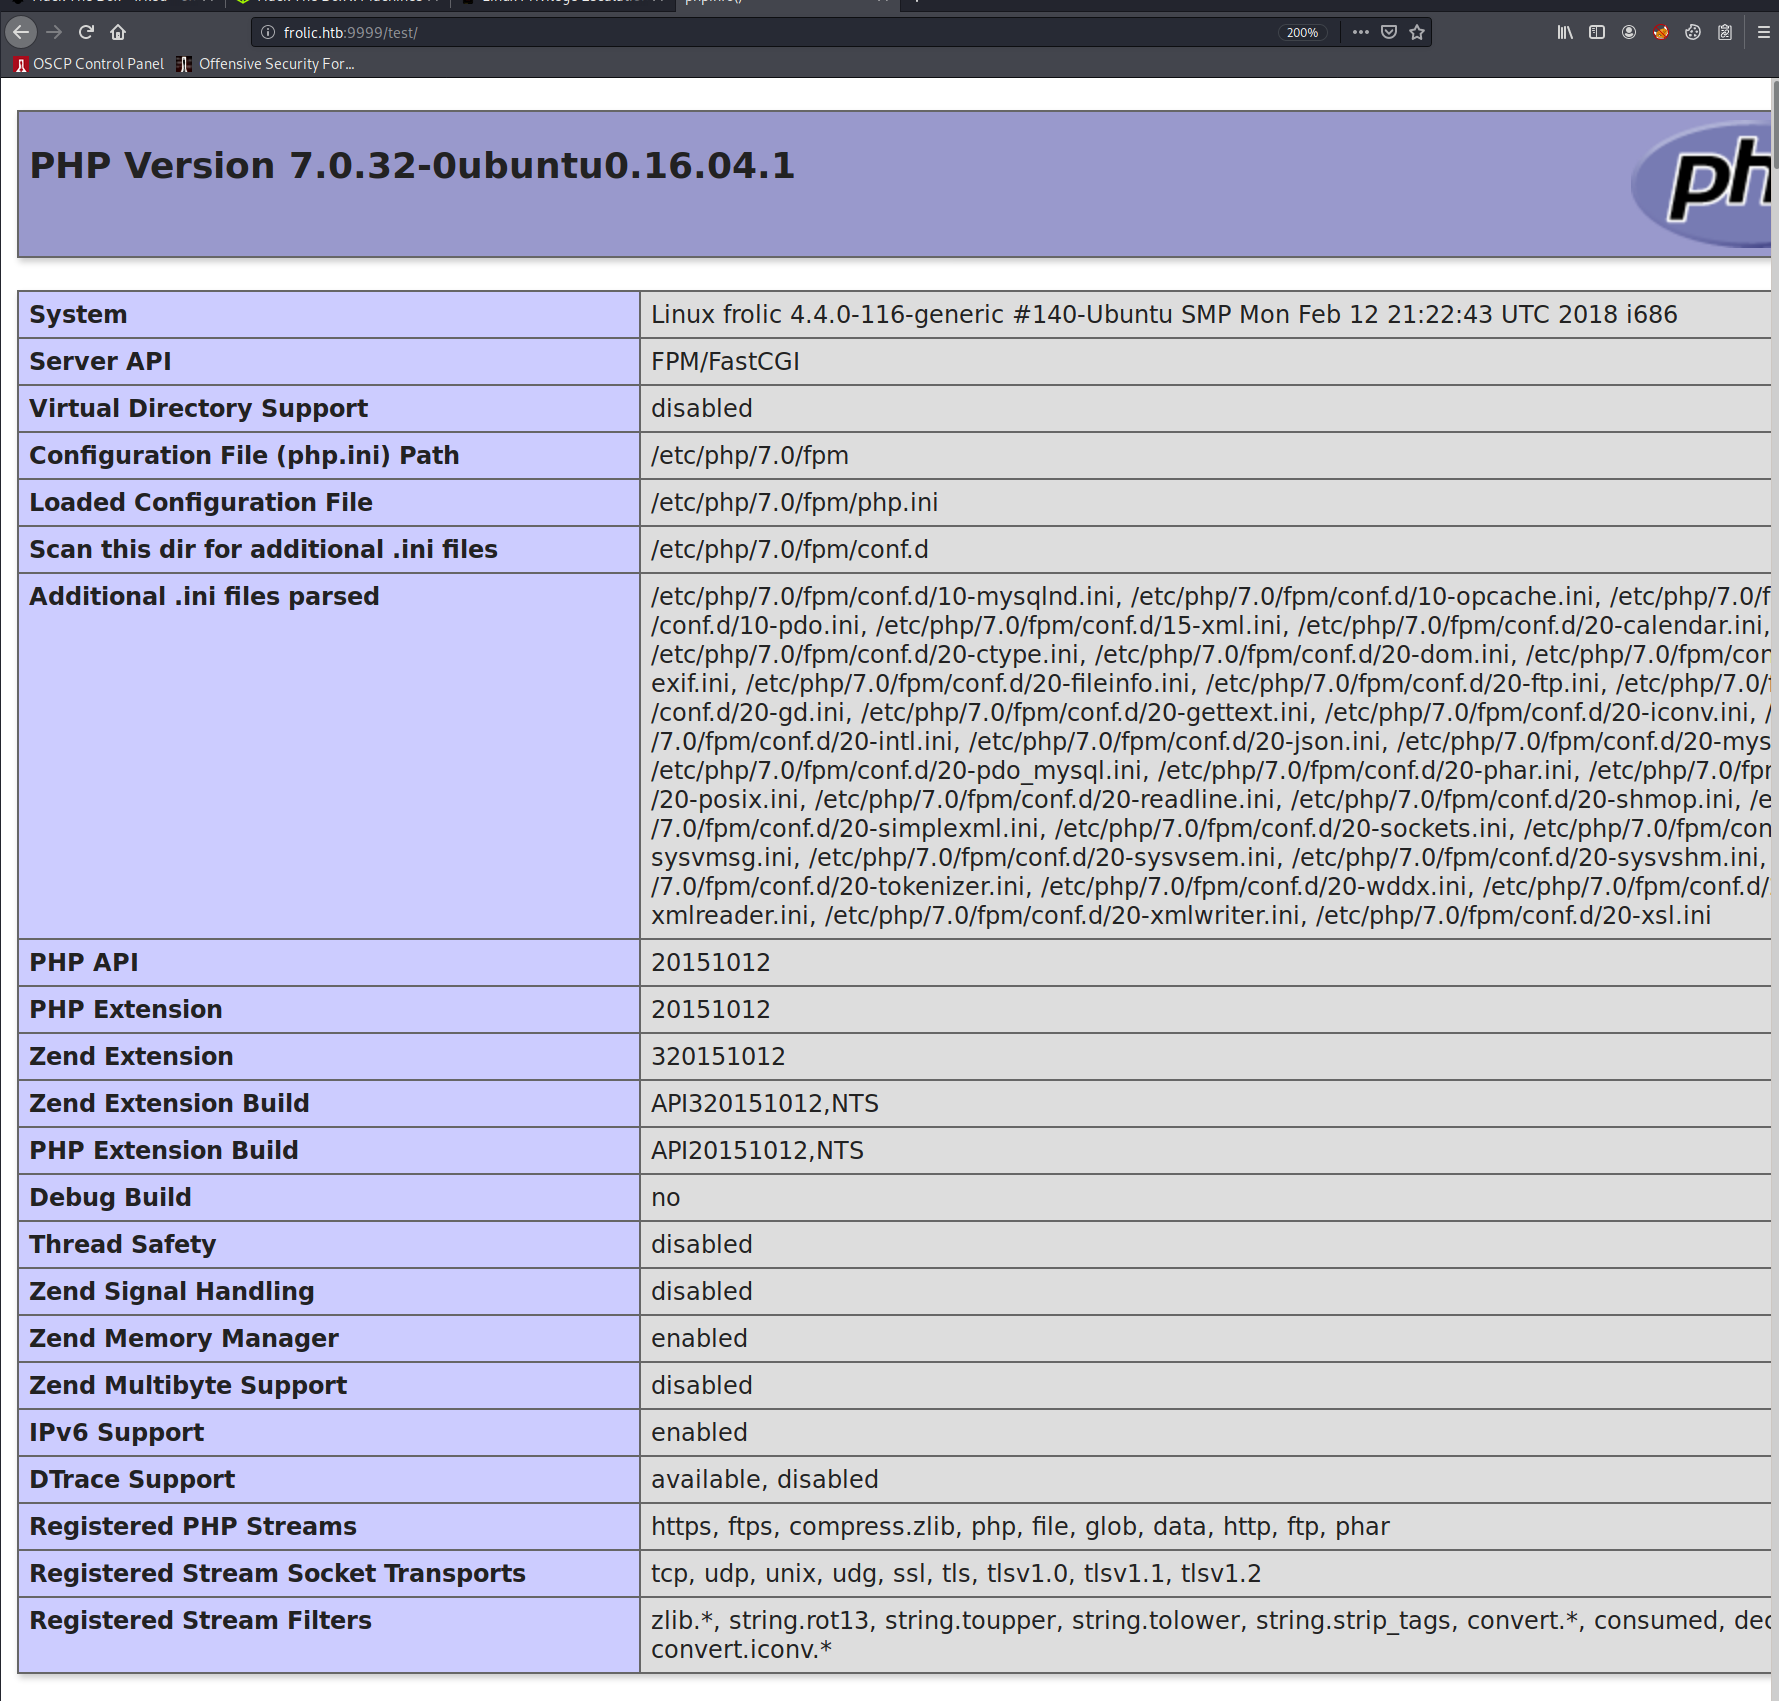 frolic.htb:9999/test/
200%
OSCP Control Panel
Offensive Security For...
PHP Version 7.0.32-0ubuntu0.16.04.1
ph
System Linux frolic 4.4.0-116-generic #140-Ubuntu SMP Mon Feb 12 21:22:43 UTC 2018 i686
Server API FPM/FastCGI
Virtual Directory Support disabled
Configuration File (php.ini) Path /etc/php/7.0/fpm
Loaded Configuration File /etc/php/7.0/fpm/php.ini
Scan this dir for additional .ini files /etc/php/7.0/fpm/conf.d
Additional .ini files parsed /etc/php/7.0/fpm/conf.d/10-mysqlnd.ini, /etc/php/7.0/fpm/conf.d/10-opcache.ini, /etc/php/7.0/f
/conf.d/10-pdo.ini, /etc/php/7.0/fpm/conf.d/15-xml.ini, /etc/php/7.0/fpm/conf.d/20-calendar.ini,
/etc/php/7.0/fpm/conf.d/20-ctype.ini, /etc/php/7.0/fpm/conf.d/20-dom.ini, /etc/php/7.0/fpm/con
exif.ini, /etc/php/7.0/fpm/conf.d/20-fileinfo.ini, /etc/php/7.0/fpm/conf.d/20-ftp.ini, /etc/php/7.0/f
/conf.d/20-gd.ini, /etc/php/7.0/fpm/conf.d/20-gettext.ini, /etc/php/7.0/fpm/conf.d/20-iconv.ini, /
/7.0/fpm/conf.d/20-intl.ini, /etc/php/7.0/fpm/conf.d/20-json.ini, /etc/php/7.0/fpm/conf.d/20-mys
/etc/php/7.0/fpm/conf.d/20-pdo_mysql.ini, /etc/php/7.0/fpm/conf.d/20-phar.ini, /etc/php/7.0/fpm
/20-posix.ini, /etc/php/7.0/fpm/conf.d/20-readline.ini, /etc/php/7.0/fpm/conf.d/20-shmop.ini, /e
/7.0/fpm/conf.d/20-simplexml.ini, /etc/php/7.0/fpm/conf.d/20-sockets.ini, /etc/php/7.0/fpm/con
sysvmsg.ini, /etc/php/7.0/fpm/conf.d/20-sysvsem.ini, /etc/php/7.0/fpm/conf.d/20-sysvshm.ini,
/7.0/fpm/conf.d/20-tokenizer.ini, /etc/php/7.0/fpm/conf.d/20-wddx.ini, /etc/php/7.0/fpm/conf.d/
xmlreader.ini, /etc/php/7.0/fpm/conf.d/20-xmlwriter.ini, /etc/php/7.0/fpm/conf.d/20-xsl.ini
PHP API 20151012
PHP Extension 20151012
Zend Extension 320151012
Zend Extension Build API320151012,NTS
PHP Extension Build API20151012,NTS
Debug Build no
Thread Safety disabled
Zend Signal Handling disabled
Zend Memory Manager enabled
Zend Multibyte Support disabled
IPv6 Support enabled
DTrace Support available, disabled
Registered PHP Streams https, ftps, compress.zlib, php, file, glob, data, http, ftp, phar
Registered Stream Socket Transports tcp, udp, unix, udg, ssl, tls, tlsv1.0, tlsv1.1, tlsv1.2
Registered Stream Filters zlib.*, string.rot13, string.toupper, string.tolower, string.strip_tags, convert.*, consumed, dec
convert.iconv.*